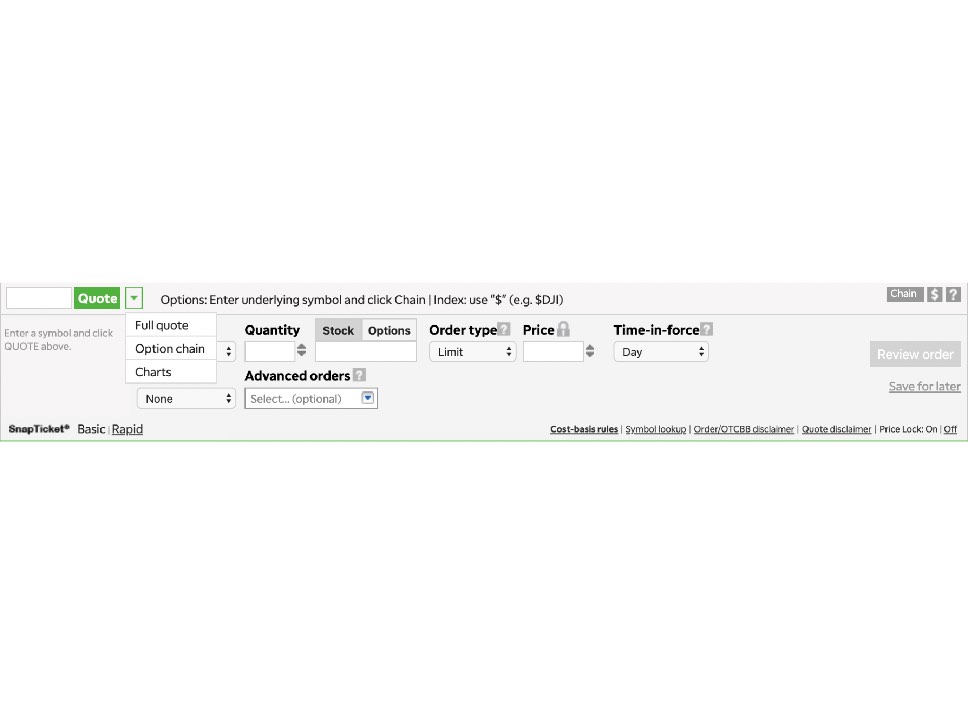 Quote Options: Enter underlying symbol and click Chain | Index: use "$" (e.g. $DJI) Chain $ ?
Enter a symbol and click
QUOTE above.
Full quote
Option chain
Charts
None
Quantity Stock Options Order type ? Price Time-in-force ?
Limit Day
Advanced orders ?
Select... (optional)
Review order
Save for later
SnapTicket® Basic | Rapid Cost-basis rules | Symbol lookup | Order/OTCBB disclaimer | Quote disclaimer | Price Lock: On | Off